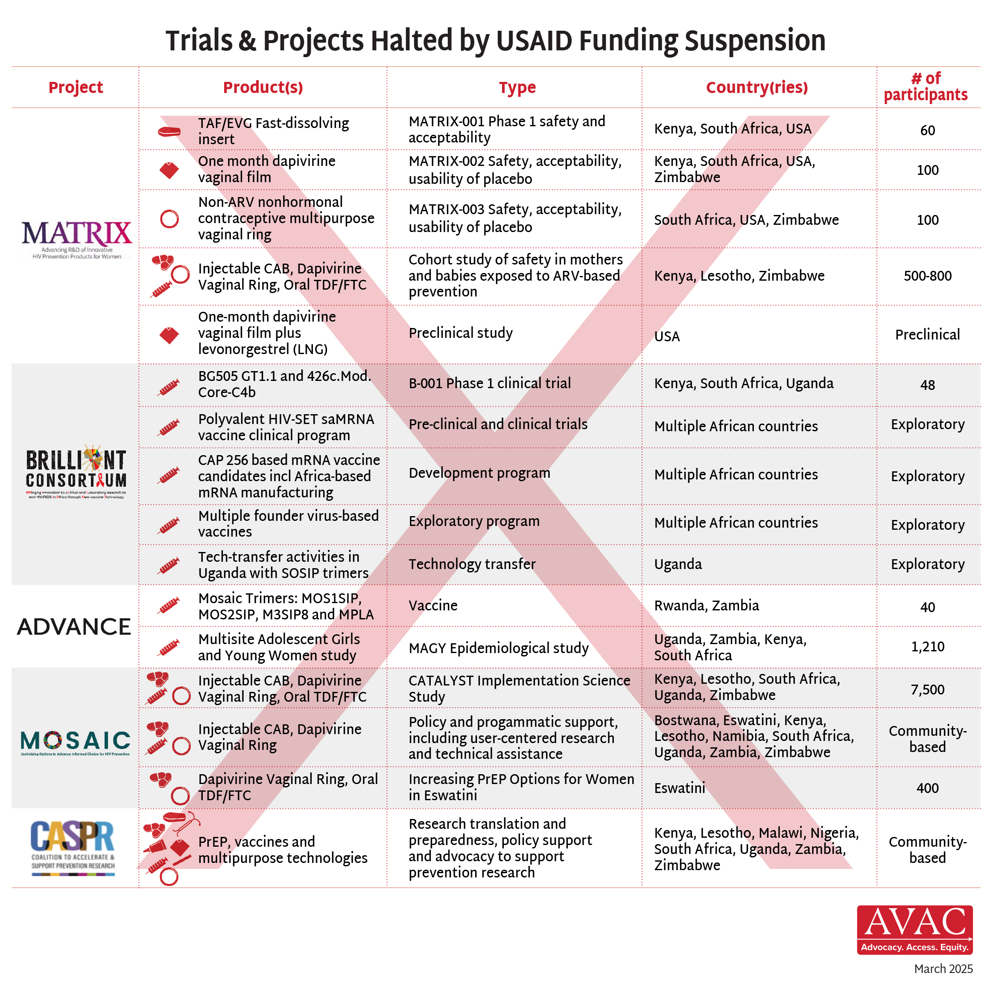 Trials & Projects Halted by USAID Funding Suspension
Project
Product(s)
Type
Country(ries)
# of
participants
MATRIX
Advancing R&D of Innovative
HIV Prevention Products for Women
TAF/EVG Fast-dissolving
insert
MATRIX-001 Phase 1 safety and
acceptability
Kenya, South Africa, USA
60
One month dapivirine
vaginal film
MATRIX-002 Safety, acceptability,
usability of placebo
Kenya, South Africa, USA,
Zimbabwe
100
Non-ARV nonhormonal
contraceptive multipurpose
vaginal ring
MATRIX-003 Safety, acceptability,
usability of placebo
South Africa, USA, Zimbabwe
100
Injectable CAB, Dapivirine
Vaginal Ring, Oral TDF/FTC
Cohort study of safety in mothers
and babies exposed to ARV-based
prevention
Kenya, Lesotho, Zimbabwe
500-800
One-month dapivirine
vaginal film plus
levonorgestrel (LNG)
Preclinical study
USA
Preclinical
BRILLIANT
CONSORTIUM
BRinging Innovation to cLinical and Laboratory research to
end HIV/AIDS In Africa through New vaccine Technology
BG505 GT1.1 and 426c.Mod.
Core-C4b
B-001 Phase 1 clinical trial
Kenya, South Africa, Uganda
48
Polyvalent HIV-SET saMRNA
vaccine clinical program
Pre-clinical and clinical trials
Multiple African countries
Exploratory
CAP 256 based mRNA vaccine
candidates incl Africa-based
mRNA manufacturing
Development program
Multiple African countries
Exploratory
Multiple founder virus-based
vaccines
Exploratory program
Multiple African countries
Exploratory
Tech-transfer activities in
Uganda with SOSIP trimers
Technology transfer
Uganda
Exploratory
ADVANCE
Mosaic Trimers: MOS1SIP,
MOS2SIP, M3SIP8 and MPLA
Vaccine
Rwanda, Zambia
40
Multisite Adolescent Girls
and Young Women study
MAGY Epidemiological study
Uganda, Zambia, Kenya,
South Africa
1,210
MOSAIC
Maximizing Options to Advance Informed Choice for HIV Prevention
Injectable CAB, Dapivirine
Vaginal Ring, Oral TDF/FTC
CATALYST Implementation Science
Study
Kenya, Lesotho, South Africa,
Uganda, Zimbabwe
7,500
Injectable CAB, Dapivirine
Vaginal Ring
Policy and progammatic support,
including user-centered research
and technical assistance
Bostwana, Eswatini, Kenya,
Lesotho, Namibia, South Africa,
Uganda, Zambia, Zimbabwe
Community-
based
Dapivirine Vaginal Ring, Oral
TDF/FTC
Increasing PrEP Options for Women
in Eswatini
Eswatini
400
CASPR
COALITION TO ACCELERATE &
SUPPORT PREVENTION RESEARCH
PrEP, vaccines and
multipurpose technologies
Research translation and
preparedness, policy support
and advocacy to support
prevention research
Kenya, Lesotho, Malawi, Nigeria,
South Africa, Uganda, Zambia,
Zimbabwe
Community-
based
AVAC
Advocacy. Access. Equity.
March 2025